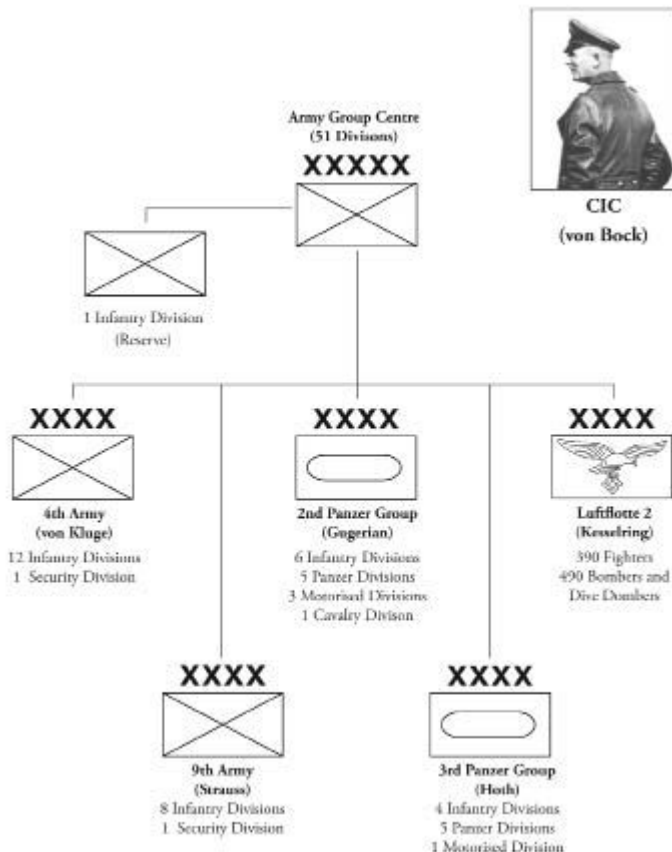 Army Group Centre
(51 Divisons)
XXXXX
CIC
(von Bock)
1 Infantry Division
(Reserve)
XXXX
4th Army
(von Kluge)
12 Infantry Divisions
1 Security Division
XXXX
2nd Panzer Group
(Gugerian)
6 Infantry Divisions
5 Panzer Divisions
3 Motorised Divisions
1 Cavalry Divison
XXXX
Luftflotte 2
(Kesselring)
390 Fighters
490 Bombers and
Dive Dombers
XXXX
9th Army
(Strauss)
8 Infantry Divisions
1 Security Division
XXXX
3rd Panzer Group
(Hoth)
4 Infantry Divisions
5 Panzer Divisions
1 Motorised Division